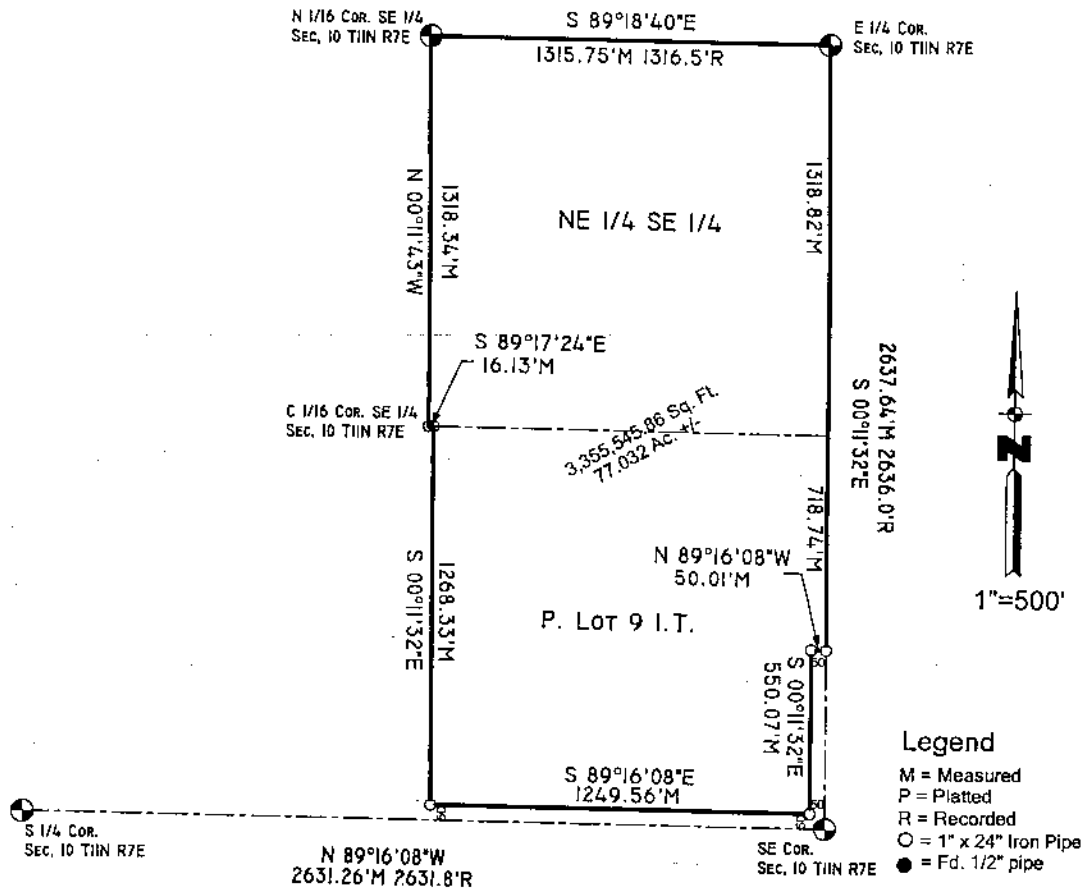 N 1/16 COR. SE 1/4
SEC, 10 T11N R7E
S 89°18'40"E
1315.75'M 1316.5'R
E 1/4 COR.
SEC, 10 T11N R7E
N 00°11'43"W
1318.34'M
NE 1/4 SE 1/4
1318.82'M
S 89°17'24"E
16.13'M
C 1/16 COR. SE 1/4
SEC, 10 T11N R7E
3,355,545.86 Sq. Ft.
77.032 Ac. +/-
2637.64'M 2636.0'R
S 00°11'32"E
N
1"=500'
718.74'M
N 89°16'08"W
50.01'M
S 00°11'32"E
1268.33'M
P. LOT 9 I.T.
50
S 00°11'32"E
550.07'M
S 89°16'08"E
1249.56'M
50
50
50
S 1/4 COR.
SEC, 10 T11N R7E
N 89°16'08"W
2631.26'M 2631.8'R
SE COR.
SEC, 10 T11N R7E
Legend
M = Measured
P = Platted
R = Recorded
= 1" x 24" Iron Pipe
= Fd. 1/2" pipe